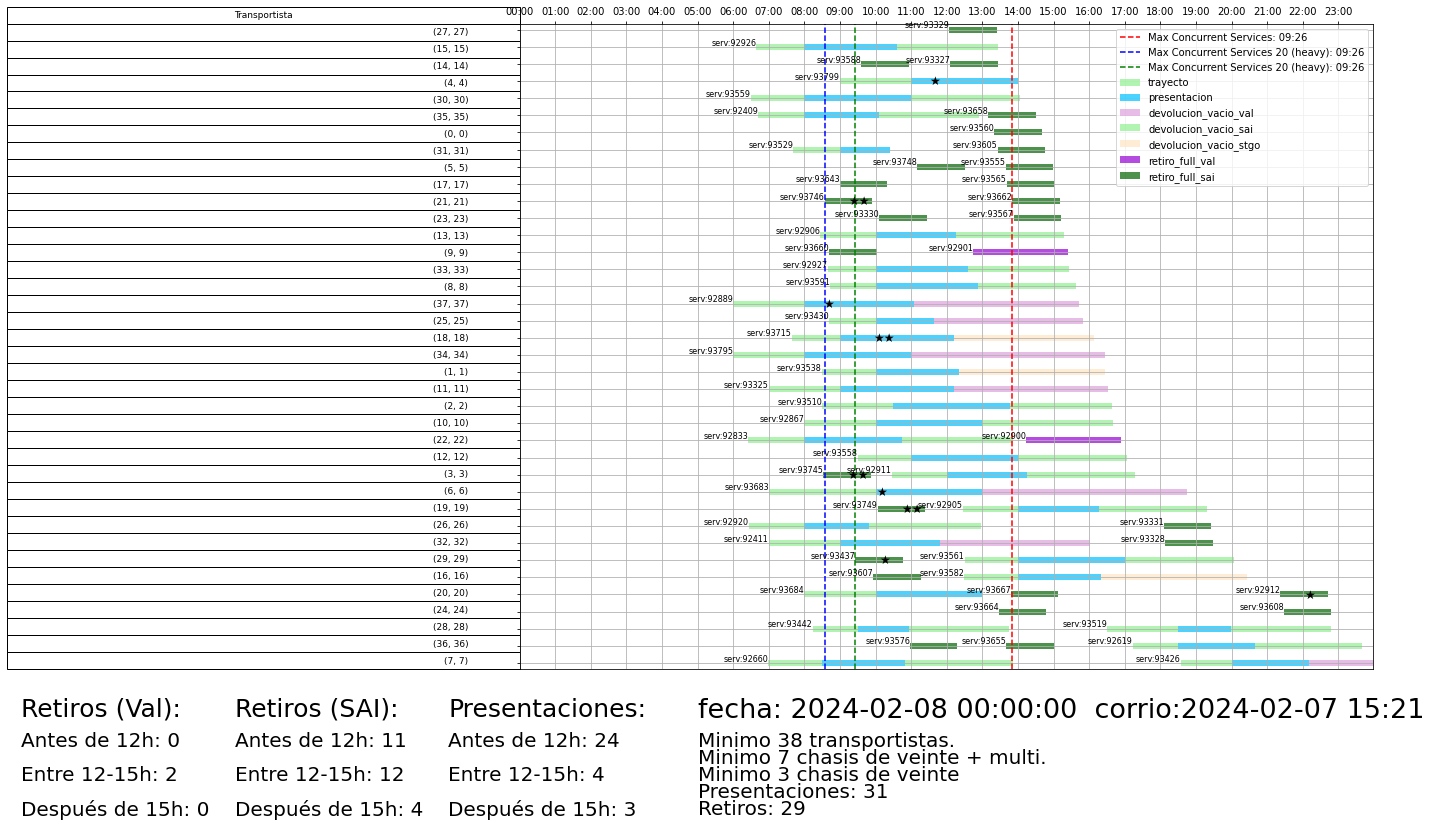 Transportista
00:00 01:00 02:00 03:00 04:00 05:00 06:00 07:00 08:00 09:00 10:00 11:00 12:00 13:00 14:00 15:00 16:00 17:00 18:00 19:00 20:00 21:00 22:00 23:00
(27, 27) serv:93329
(15, 15) serv:92926
(14, 14) serv:93588 serv:93327
(4, 4) serv:93799
(30, 30) serv:93559
(35, 35) serv:92409 serv:93658
(0, 0) serv:93560
(31, 31) serv:93529 serv:93605
(5, 5) serv:93748 serv:93555
(17, 17) serv:93643 serv:93565
(21, 21) serv:93746 serv:93662
(23, 23) serv:93330 serv:93567
(13, 13) serv:92906
(9, 9) serv:93660 serv:92901
(33, 33) serv:92927
(8, 8) serv:93591
(37, 37) serv:92889
(25, 25) serv:93430
(18, 18) serv:93715
(34, 34) serv:93795
(1, 1) serv:93538
(11, 11) serv:93325
(2, 2) serv:93510
(10, 10) serv:92867
(22, 22) serv:92833 serv:92900
(12, 12) serv:93558
(3, 3) serv:93745 serv:92911
(6, 6) serv:93683
(19, 19) serv:93749 serv:92905
(26, 26) serv:92920 serv:93331
(32, 32) serv:92411 serv:93328
(29, 29) serv:93437 serv:93561
(16, 16) serv:93607 serv:93582
(20, 20) serv:93684 serv:93667 serv:92912
(24, 24) serv:93664 serv:93608
(28, 28) serv:93442 serv:93519
(36, 36) serv:93576 serv:93655 serv:92619
(7, 7) serv:92660 serv:93426
Max Concurrent Services: 09:26
Max Concurrent Services 20 (heavy): 09:26
Max Concurrent Services 20 (heavy): 09:26
trayecto
presentacion
devolucion_vacio_val
devolucion_vacio_sai
devolucion_vacio_stgo
retiro_full_val
retiro_full_sai
Retiros (Val):
Antes de 12h: 0
Entre 12-15h: 2
Después de 15h: 0
Retiros (SAI):
Antes de 12h: 11
Entre 12-15h: 12
Después de 15h: 4
Presentaciones:
Antes de 12h: 24
Entre 12-15h: 4
Después de 15h: 3
fecha: 2024-02-08 00:00:00 corrio:2024-02-07 15:21
Minimo 38 transportistas.
Minimo 7 chasis de veinte + multi.
Minimo 3 chasis de veinte
Presentaciones: 31
Retiros: 29